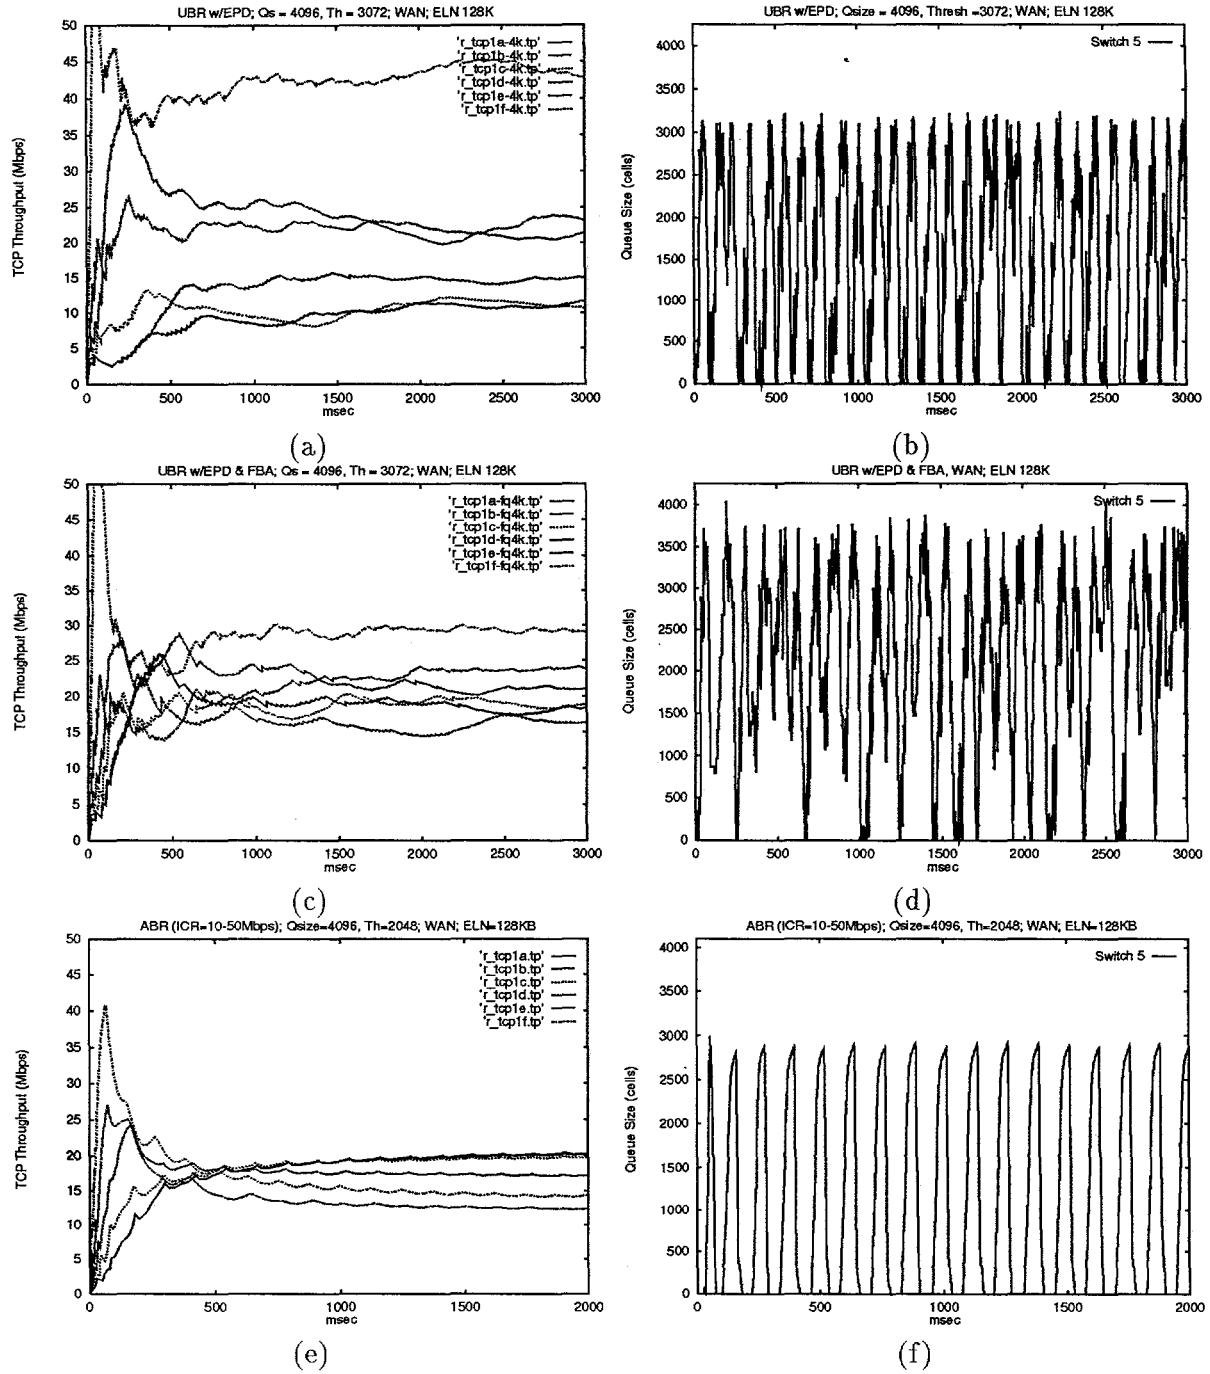 UBR w/EPD; Qs = 4096, Th = 3072; WAN; ELN 128K
50
45
40
35
30
25
20
15
10
5
0
TCP Throughput (Mbps)
'r_tcp1a-4k.tp'
'r_tcp1b-4k.tp'
'r_tcp1c-4k.tp'
'r_tcp1d-4k.tp'
'r_tcp1e-4k.tp'
'r_tcp1f-4k.tp'
0 500 1000 1500 2000 2500 3000
msec
(a)
UBR w/EPD; Qsize = 4096, Thresh =3072; WAN; ELN 128K
4000
3500
3000
2500
2000
1500
1000
500
0
Queue Size (cells)
Switch 5
0 500 1000 1500 2000 2500 3000
msec
(b)
UBR w/EPD & FBA; Qs = 4096, Th = 3072; WAN; ELN 128K
50
45
40
35
30
25
20
15
10
5
0
TCP Throughput (Mbps)
'r_tcp1a-fq4k.tp'
'r_tcp1b-fq4k.tp'
'r_tcp1c-fq4k.tp'
'r_tcp1d-fq4k.tp'
'r_tcp1e-fq4k.tp'
'r_tcp1f-fq4k.tp'
0 500 1000 1500 2000 2500 3000
msec
(c)
UBR w/EPD & FBA, WAN; ELN 128K
4000
3500
3000
2500
2000
1500
1000
500
0
Queue Size (cells)
Switch 5
0 500 1000 1500 2000 2500 3000
msec
(d)
ABR (ICR=10-50Mbps); Qsize=4096, Th=2048; WAN; ELN=128KB
50
45
40
35
30
25
20
15
10
5
0
TCP Throughput (Mbps)
'r_tcp1a.tp'
'r_tcp1b.tp'
'r_tcp1c.tp'
'r_tcp1d.tp'
'r_tcp1e.tp'
'r_tcp1f.tp'
0 500 1000 1500 2000
msec
(e)
ABR (ICR=10-50Mbps); Qsize=4096, Th=2048; WAN; ELN=128KB
4000
3500
3000
2500
2000
1500
1000
500
0
Queue Size (cells)
Switch 5
0 500 1000 1500 2000
msec
(f)